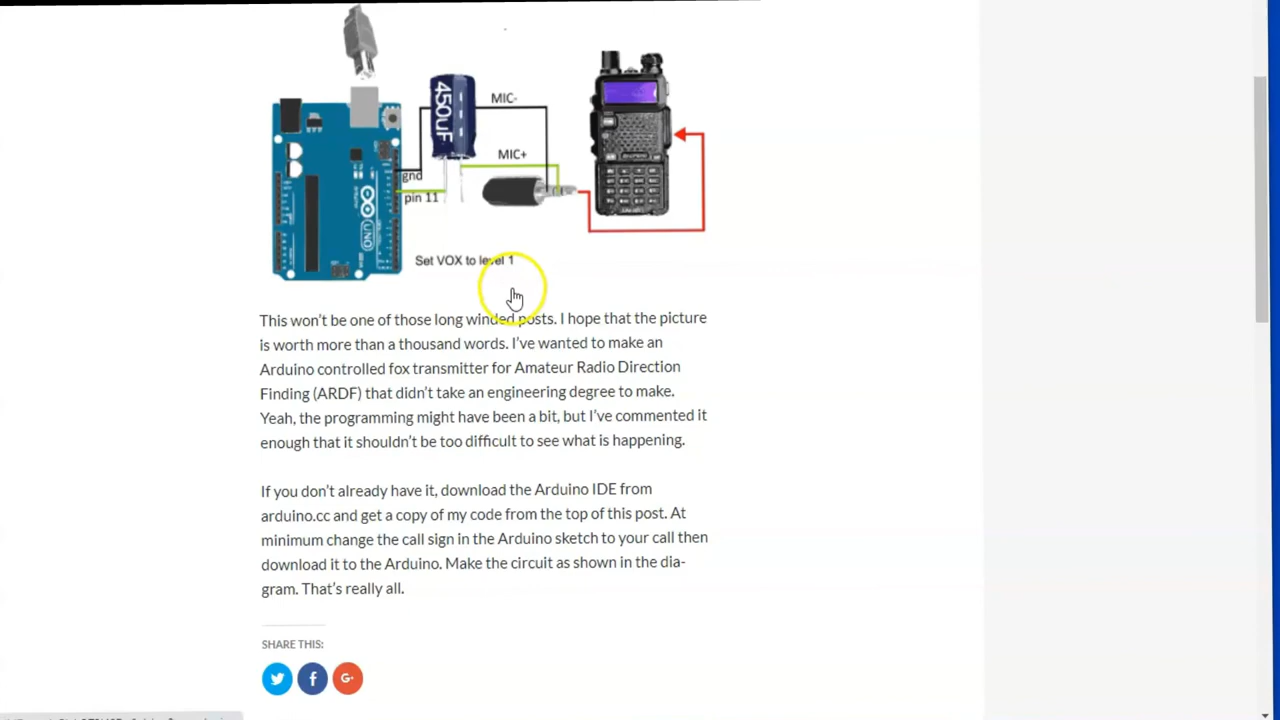 MIC-
450uF
MIC+
gnd
pin 11
UNO
Set VOX to level 1
This won't be one of those long winded posts. I hope that the picture
is worth more than a thousand words. I've wanted to make an
Arduino controlled fox transmitter for Amateur Radio Direction
Finding (ARDF) that didn't take an engineering degree to make.
Yeah, the programming might have been a bit, but I've commented it
enough that it shouldn't be too difficult to see what is happening.
If you don't already have it, download the Arduino IDE from
arduino.cc and get a copy of my code from the top of this post. At
minimum change the call sign in the Arduino sketch to your call then
download it to the Arduino. Make the circuit as shown in the dia-
gram. That's really all.
SHARE THIS: